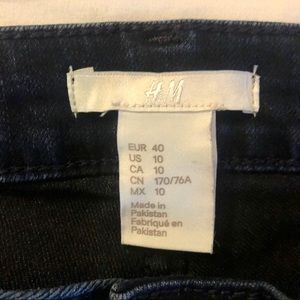 H&M
EUR 40
US 10
CA 10
CN 170/76A
MX 10
Made in
Pakistan
Fabriqué en
Pakistan